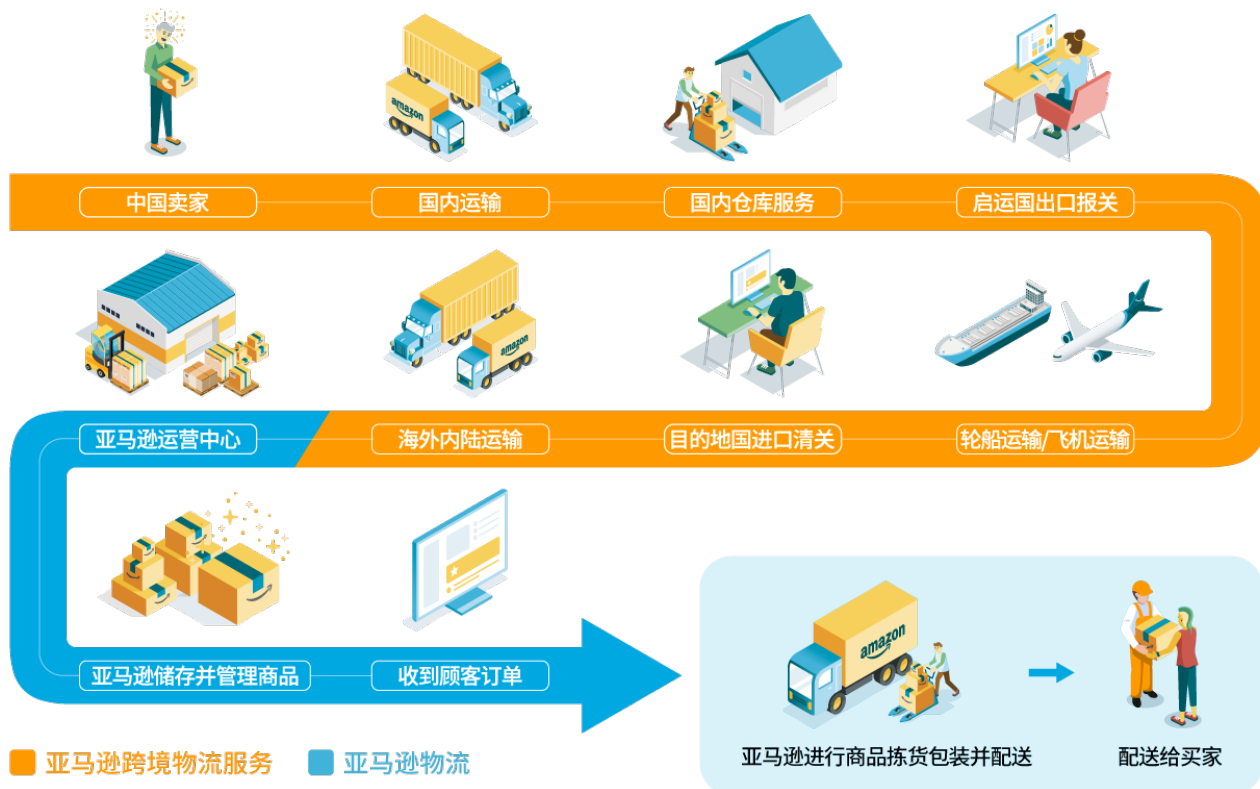 amazon
中国卖家
国内运输
国内仓库服务
启运国出口报关
amazon
亚马逊运营中心
海外内陆运输
目的地国进口清关
轮船运输/飞机运输
亚马逊储存并管理商品
收到顾客订单
amazon
亚马逊进行商品拣货包装并配送
配送给买家
亚马逊跨境物流服务
亚马逊物流